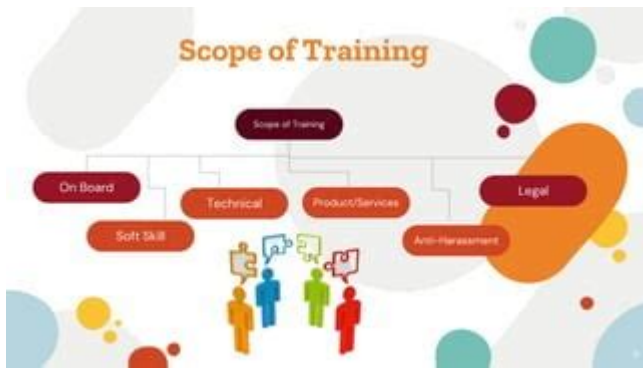 Scope of Training
Scope of Training
On Board
Technical
Product/Services
Legal
Soft Skill
Anti-Harassment